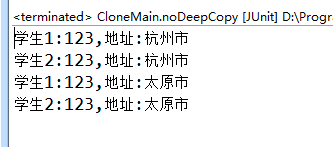 <terminated> CloneMain.noDeepCopy [JUnit] D:\Progra
学生1:123,地址:杭州市
学生2:123,地址:杭州市
学生1:123,地址:太原市
学生2:123,地址:太原市